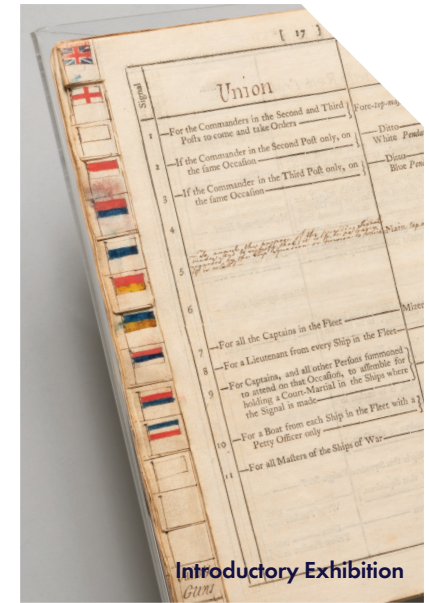 [ 17 ]
Signal
Union
1 —For the Commanders in the Second and Third
Poſts to come and take Orders
Fore-top-ma
2 —If the Commander in the Second Poſt only, on
the ſame Occaſion
—Ditto
White Penda
3 —If the Commander in the Third Poſt only, on
the ſame Occaſion
—Ditto
Blue Pen
4
5
6
7 —For all the Captains in the Fleet
8 —For a Lieutenant from every Ship in the Fleet
9 —For Captains, and all other Perſons ſummoned
to attend on that Occaſion, to aſſemble for
holding a Court-Martial in the Ships where
the Signal is made
10 —For a Boat from each Ship in the Fleet with a
Petty Officer only
11 —For all Maſters of the Ships of War
GUNS
Introductory Exhibition